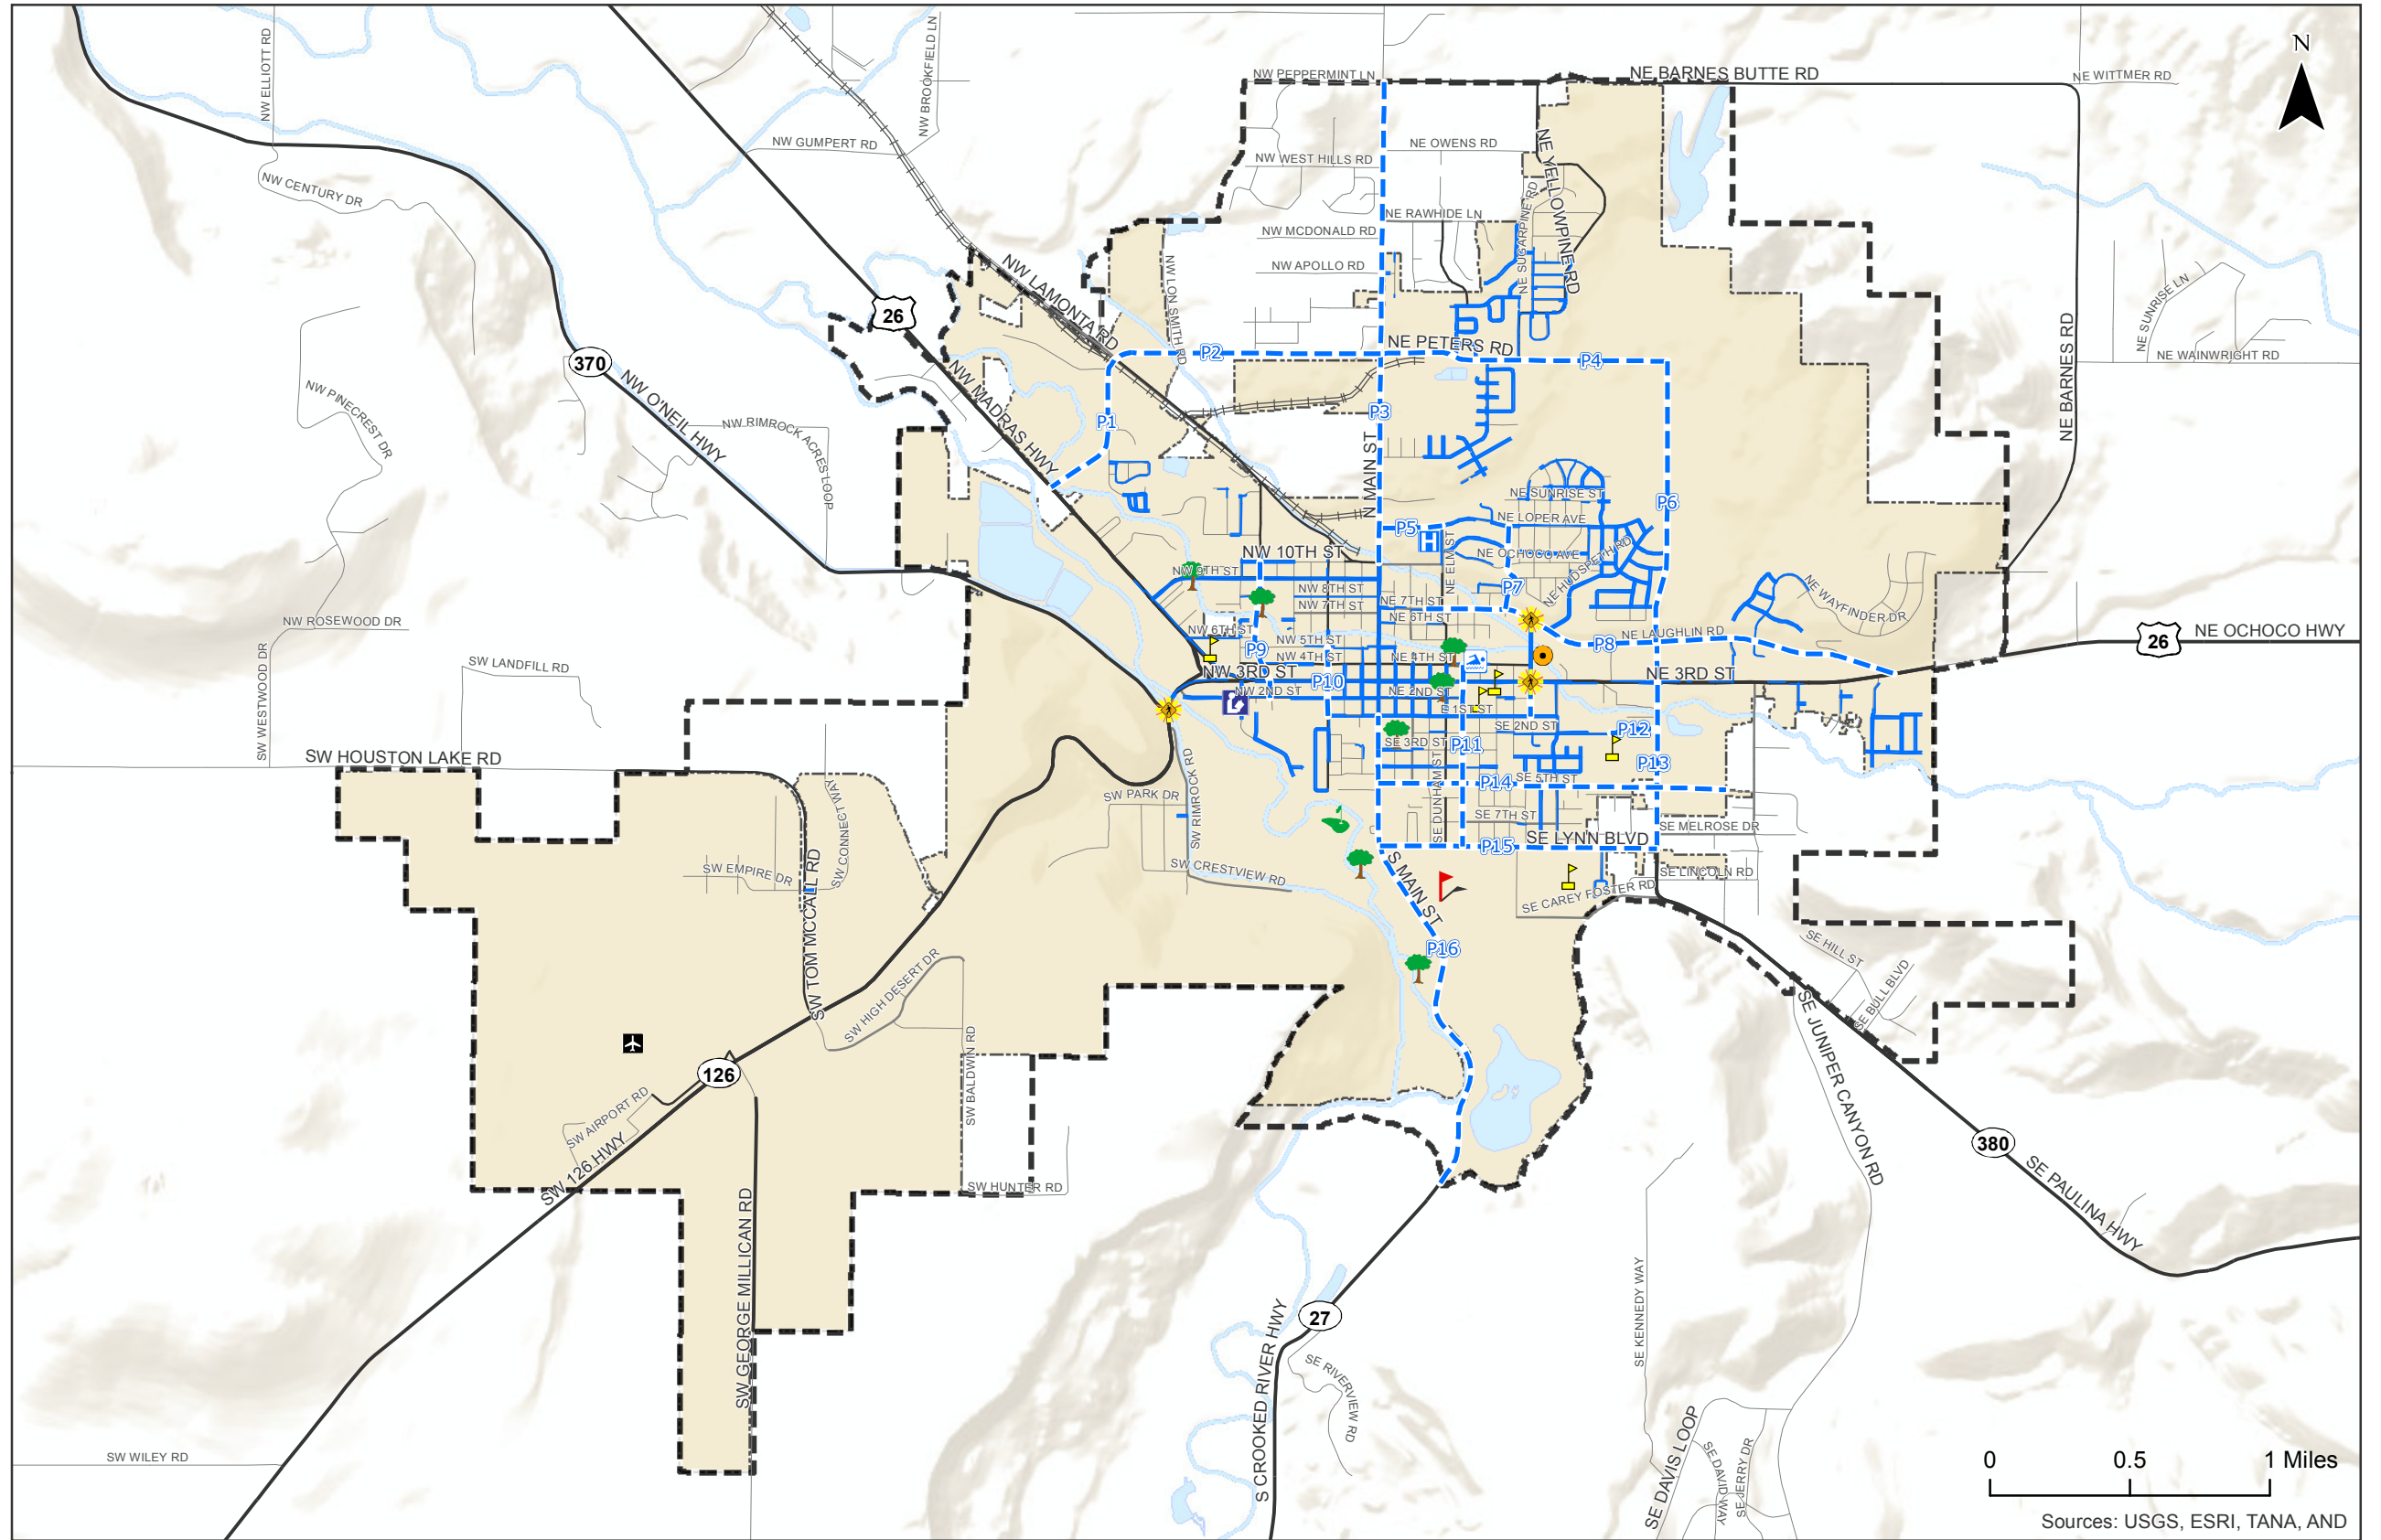 NW PEPPERMINT LN
NE BARNES BUTTE RD
NE WITTMER RD
N
NW ELLIOTT RD
NW BROOKFIELD LN
NW GUMPERT RD
NE OWENS RD
NW WEST HILLS RD
NE YELLOWPINE RD
NW CENTURY DR
NE SUGARPINE RD
NE RAWHIDE LN
NW MCDONALD RD
NW APOLLO RD
NW LAMONTA RD
NW LON SMITH RD
NE SUNRISE LN
26
NE BARNES RD
NE WAINWRIGHT RD
370
P2
NE PETERS RD
P4
NW O'NEIL HWY
NW MADRAS HWY
NW PINECREST DR
P1
P3
NW RIMROCK ACRES LOOP
N MAIN ST
NE SUNRISE ST
P6
NE LOPER AVE
P5
H
NE ELM ST
NW 10TH ST
NE OCHOCO AVE
NE HUDSPETH RD
NW 9TH ST
NW 8TH ST
P7
NE WAYFINDER DR
NW 7TH ST
NE 7TH ST
NE 6TH ST
NW ROSEWOOD DR
NW 6TH ST
NW 5TH ST
NE LAUGHLIN RD
P8
26
NE OCHOCO HWY
P9
NW 4TH ST
NE 4TH ST
SW LANDFILL RD
SW WESTWOOD DR
NW 3RD ST
P10
NE 3RD ST
NW 2ND ST
NE 2ND ST
E 1ST ST
SE 2ND ST
P12
SW HOUSTON LAKE RD
SE 3RD ST
P11
P13
SW RIMROCK RD
SE DUNHAM ST
P14
SE 5TH ST
SW PARK DR
SW CONNECT WAY
SE 7TH ST
SE MELROSE DR
SE LYNN BLVD
P15
SW EMPIRE DR
SW TOM MCCALL RD
SW CRESTVIEW RD
S MAIN ST
SE LINCOLN RD
SE CAREY FOSTER RD
P16
SE HILL ST
SE BULL BLVD
SW HIGH DESERT DR
SE JUNIPER CANYON RD
126
SW BALDWIN RD
SW AIRPORT RD
SW 126 HWY
380
SE PAULINA HWY
SW HUNTER RD
SW GEORGE MILLICAN RD
27
S CROOKED RIVER HWY
SE RIVERVIEW RD
SE KENNEDY WAY
SE DAVIS LOOP
SE DAVID WAY
SE JERRY DR
SW WILEY RD
0 0.5 1 Miles
Sources: USGS, ESRI, TANA, AND